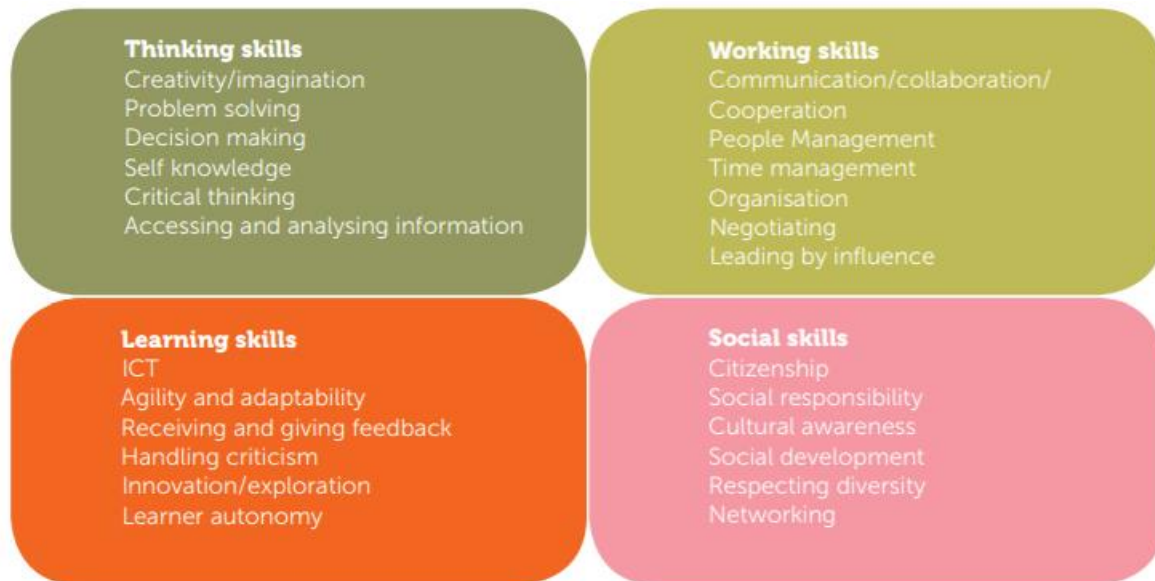 Thinking skills
Creativity/imagination
Problem solving
Decision making
Self knowledge
Critical thinking
Accessing and analysing information
Working skills
Communication/collaboration/
Cooperation
People Management
Time management
Organisation
Negotiating
Leading by influence
Learning skills
ICT
Agility and adaptability
Receiving and giving feedback
Handling criticism
Innovation/exploration
Learner autonomy
Social skills
Citizenship
Social responsibility
Cultural awareness
Social development
Respecting diversity
Networking